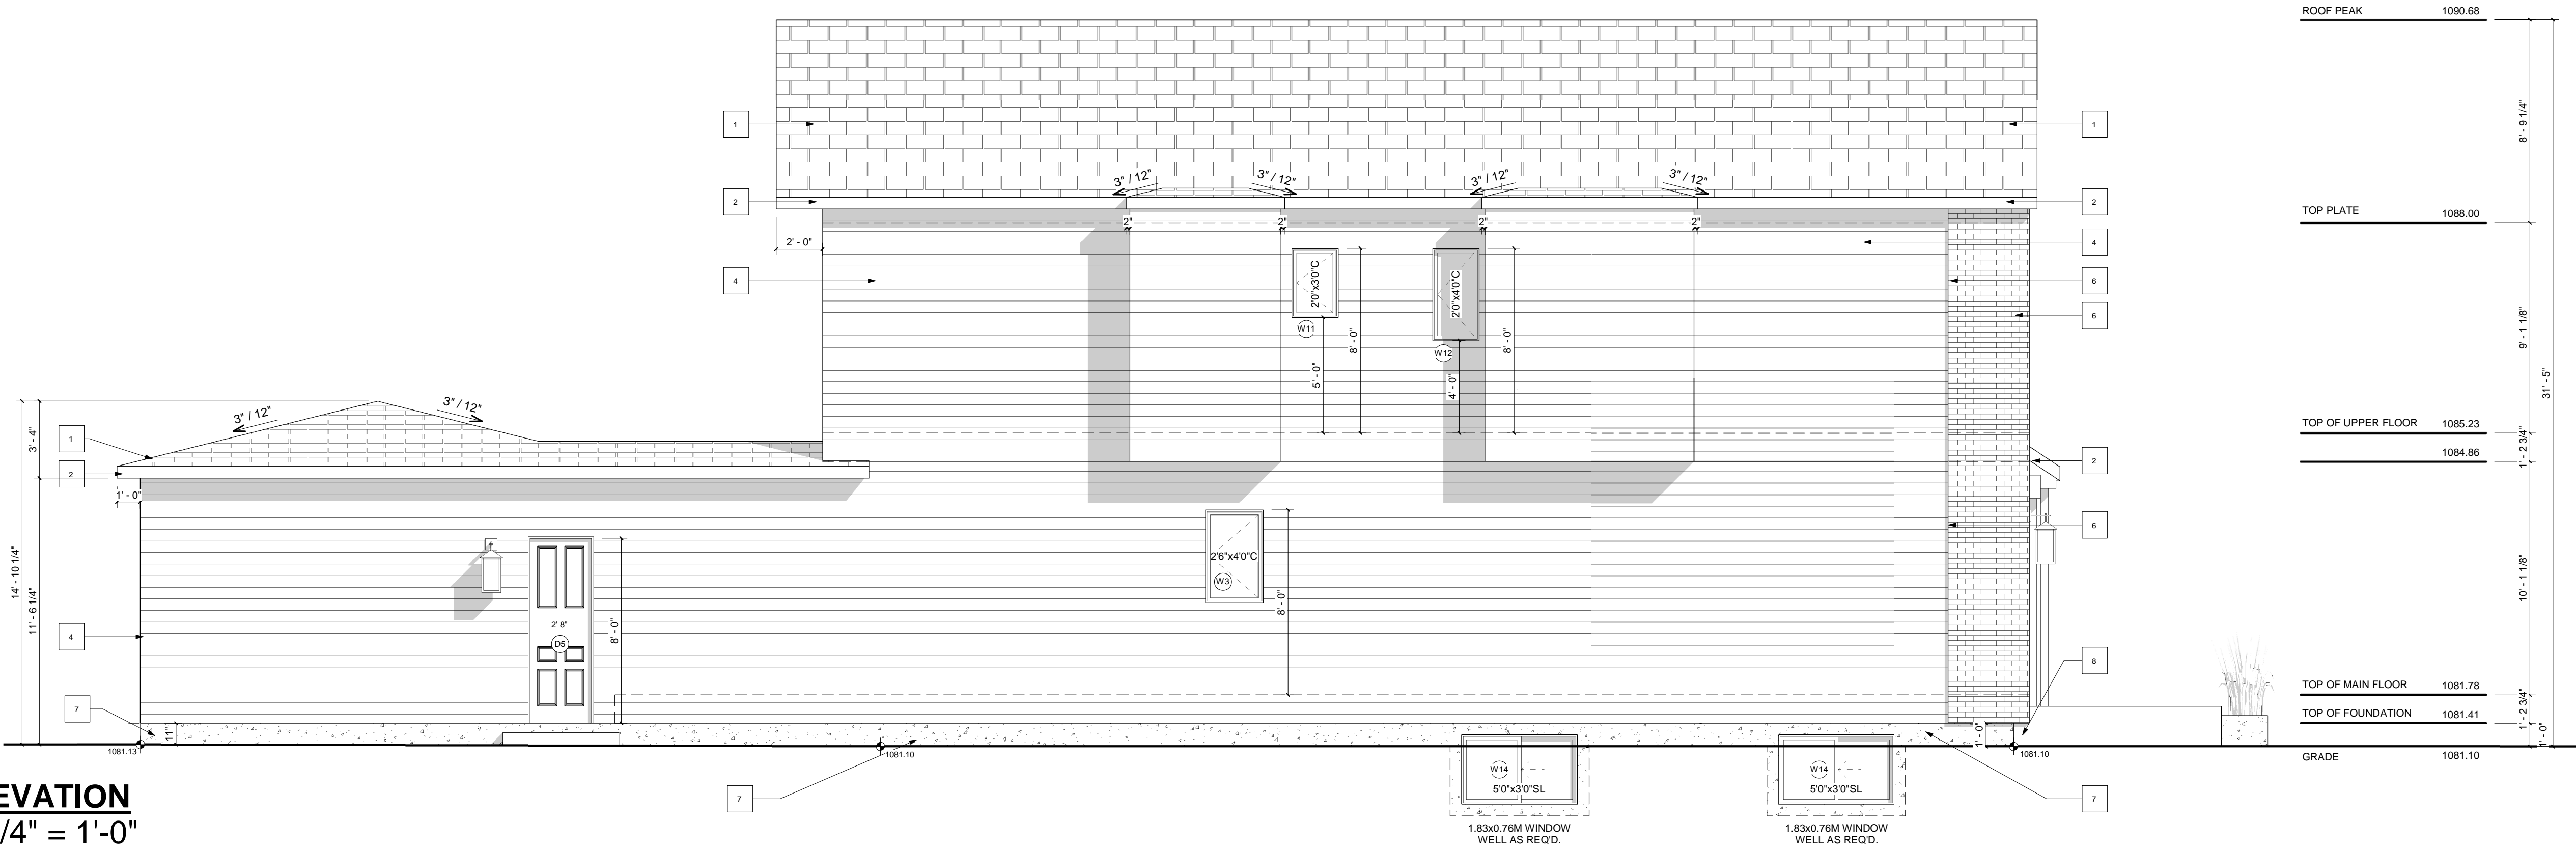 ROOF PEAK 1090.68
8' - 9 1/4"
1
1
3" / 12"
3" / 12"
3" / 12"
3" / 12"
2
2
TOP PLATE 1088.00
2"
2"
2"
2"
2' - 0"
4
4
2'0"x3'0"C
2'0"x4'0"C
6
6
W11
W12
8' - 0"
8' - 0"
5' - 0"
4' - 0"
9' - 1 1/8"
31' - 5"
3" / 12"
3" / 12"
3' - 4"
1
2
1' - 0"
TOP OF UPPER FLOOR 1085.23
1084.86
1' - 2 3/4"
2
6
14' - 10 1/4"
11' - 6 1/4"
2'6"x4'0"C
W3
8' - 0"
10' - 1 1/8"
4
2' 8"
D5
8' - 0"
8
TOP OF MAIN FLOOR 1081.78
TOP OF FOUNDATION 1081.41
1' - 2 3/4"
7
11"
1' - 0"
1' - 0"
1081.13
1081.10
1081.10
GRADE 1081.10
W14
5'0"x3'0"SL
W14
5'0"x3'0"SL
7
7
1.83x0.76M WINDOW
WELL AS REQ'D.
1.83x0.76M WINDOW
WELL AS REQ'D.
EVATION
/4" = 1'-0"